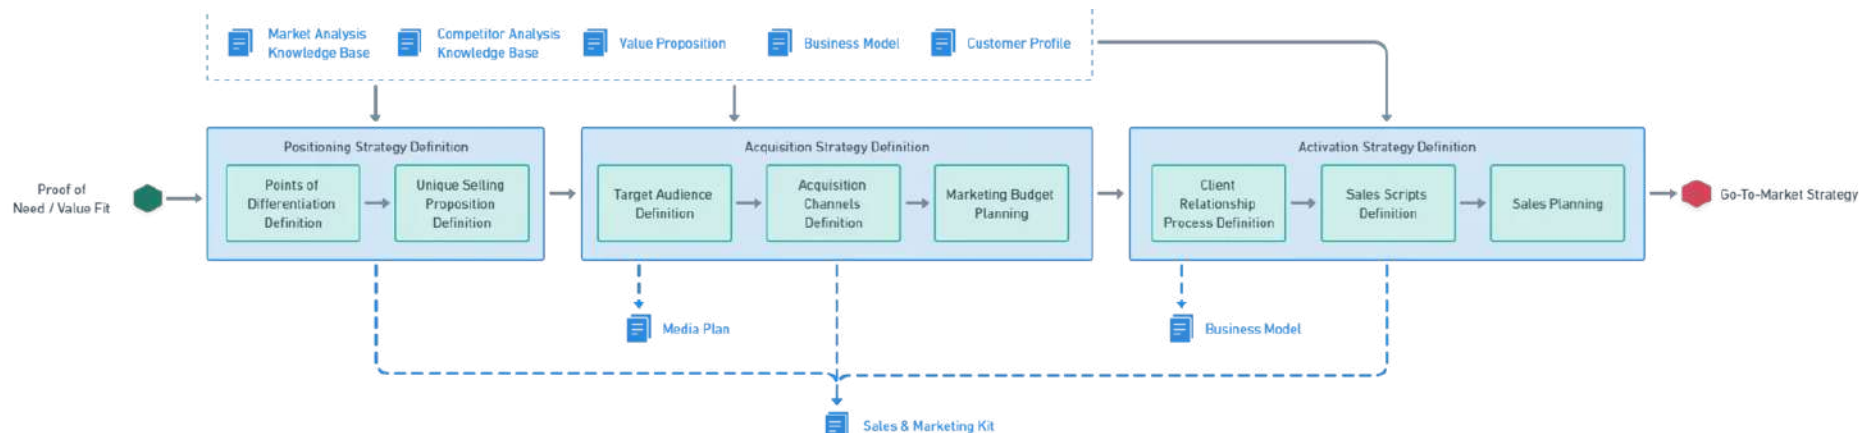 Market Analysis
Knowledge Base
Competitor Analysis
Knowledge Base
Value Proposition
Business Model
Customer Profile
Proof of
Need / Value Fit
Positioning Strategy Definition
Points of
Differentiation
Definition
Unique Selling
Proposition
Definition
Acquisition Strategy Definition
Target Audience
Definition
Acquisition
Channels
Definition
Marketing Budget
Planning
Activation Strategy Definition
Client
Relationship
Process Definition
Sales Scripts
Definition
Sales Planning
Go-To-Market Strategy
Media Plan
Business Model
Sales & Marketing Kit